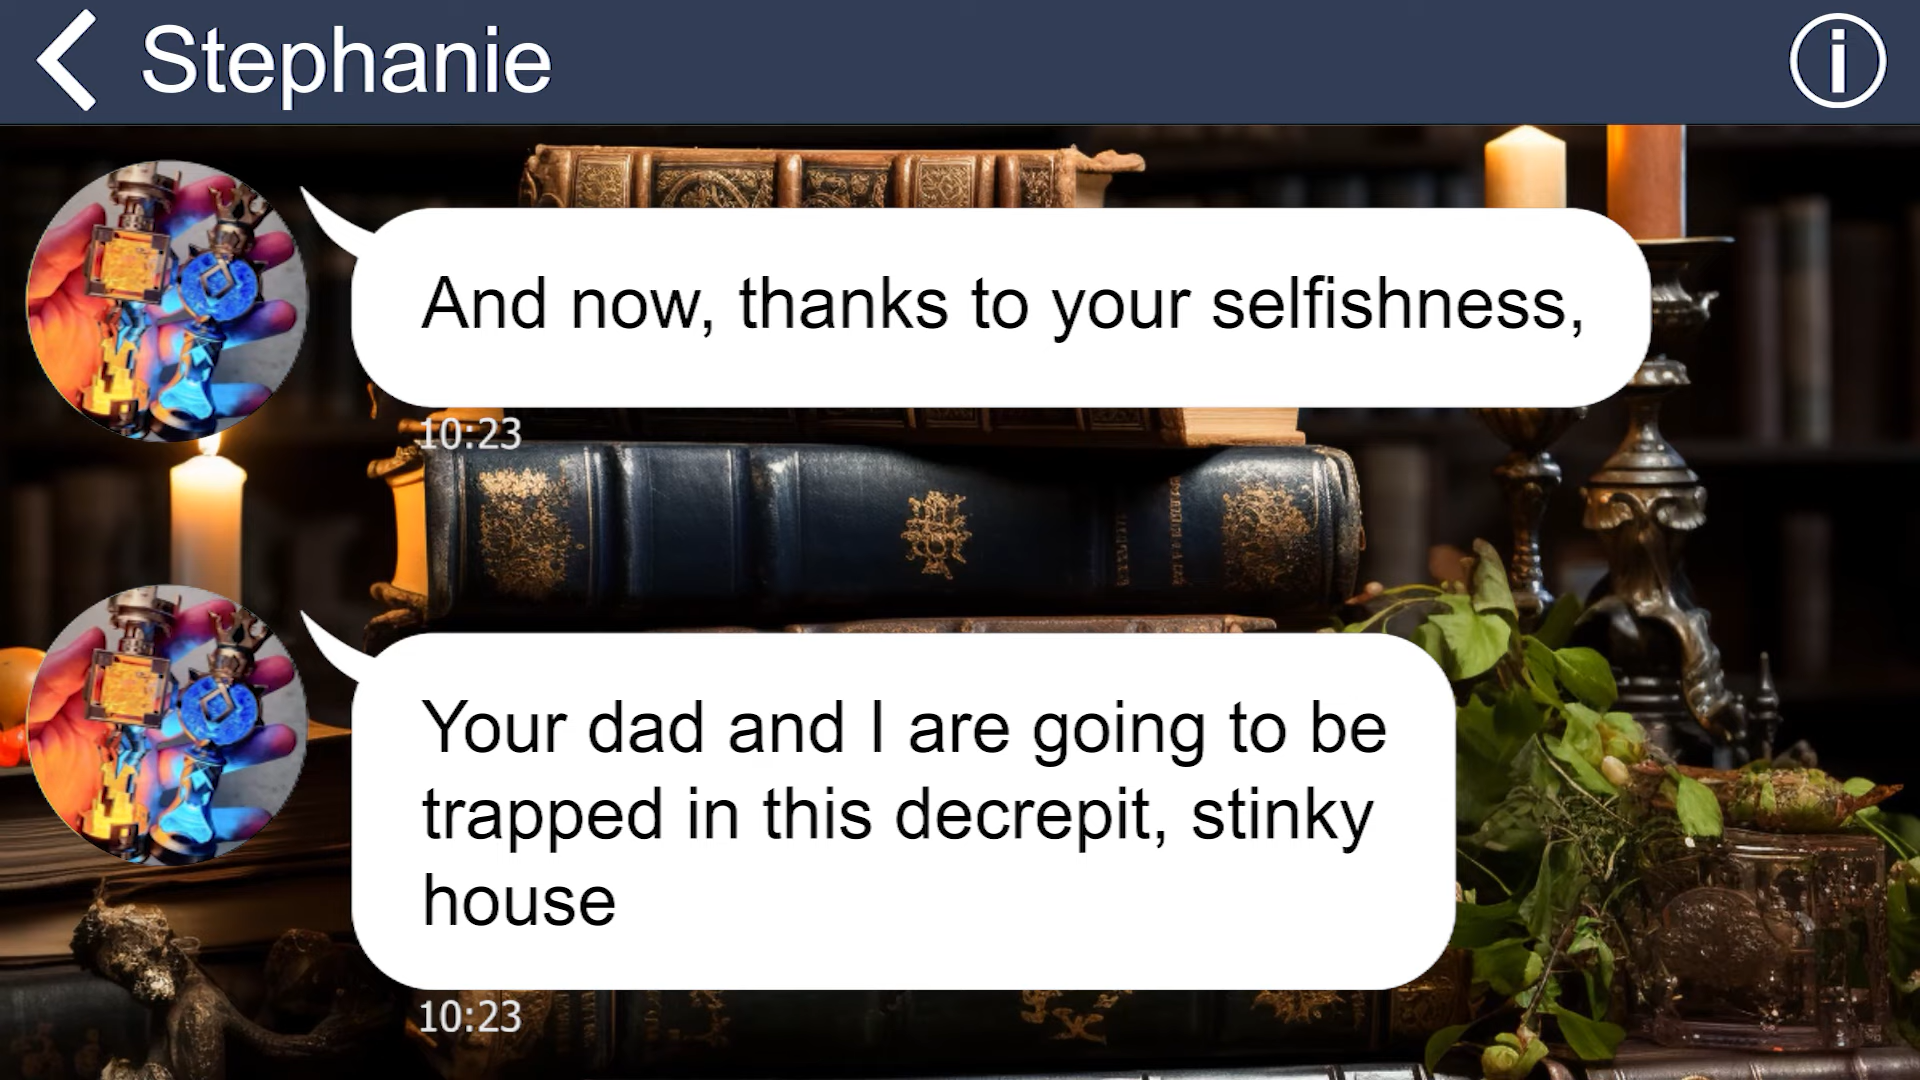 Stephanie
And now, thanks to your selfishness,
10:23
Your dad and I are going to be
trapped in this decrepit, stinky
house
10:23